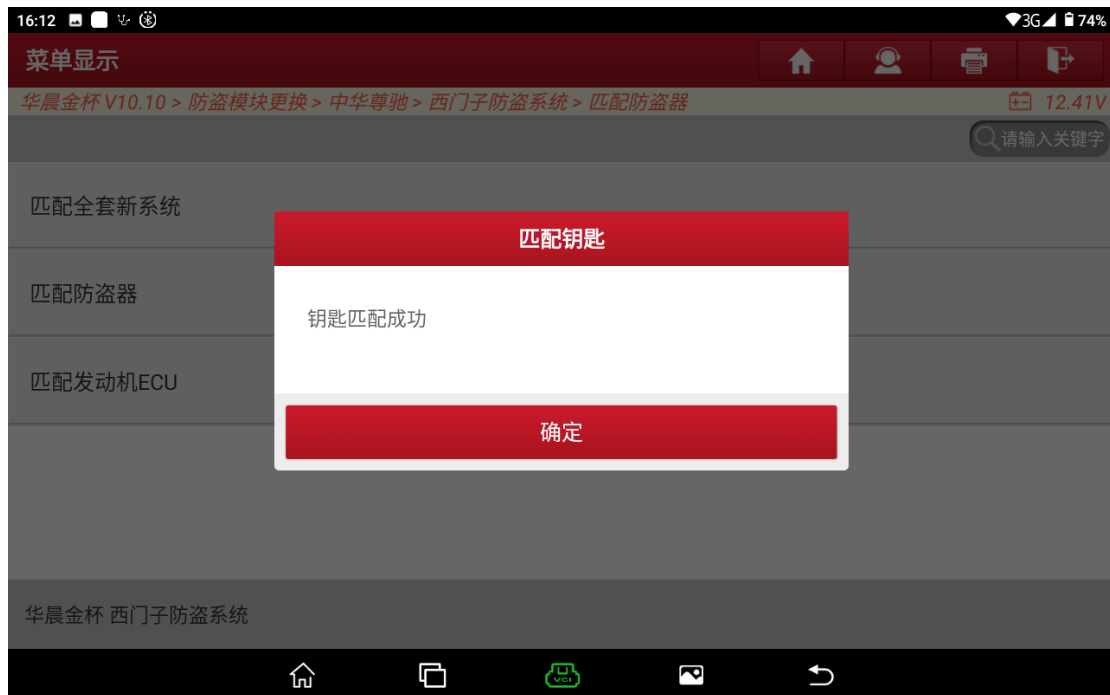 16:12 3G 74%
菜单显示
华晨金杯 V10.10 > 防盗模块更换 > 中华尊驰 > 西门子防盗系统 > 匹配防盗器 12.41V
请输入关键字
匹配全套新系统
匹配钥匙
匹配防盗器
钥匙匹配成功
匹配发动机ECU
确定
华晨金杯 西门子防盗系统
VCI